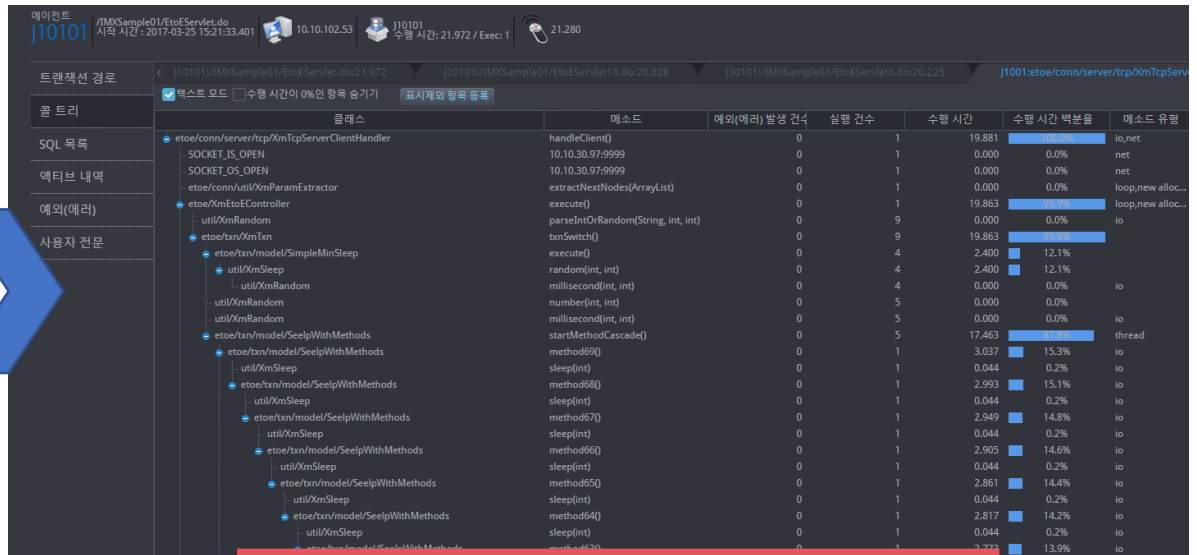 에이전트
J10101
/IMXSample01/EtoEServlet.do
시작 시간 : 2017-03-25 15:21:33.401
10.10.102.53
J10101
수행 시간: 21.972 / Exec: 1
21.280
트랜잭션 경로
콜 트리
SQL 목록
액티브 내역
예외(에러)
사용자 전문
J10101:/IMXSample01/EtoEServlet.do:21.972 J20101:/IMXSample01/EtoEServlet13.do:20.328 J30101:/IMXSample01/EtoEServlet6.do:20.225 J1001:etoe/conn/server/tcp/XmTcpServe
텍스트 모드 수행 시간이 0%인 항목 숨기기 표시제외 항목 등록
클래스 메소드 예외(에러) 발생 건수 실행 건수 수행 시간 수행 시간 백분율 메소드 유형
etoe/conn/server/tcp/XmTcpServerClientHandler handleClient() 0 1 19.881 100.0% io,net
SOCKET_IS_OPEN 10.10.30.97:9999 0 1 0.000 0.0% net
SOCKET_OS_OPEN 10.10.30.97:9999 0 1 0.000 0.0% net
etoe/conn/util/XmParamExtractor extractNextNodes(ArrayList) 0 1 0.000 0.0% loop,new alloc...
etoe/XmEtoEController execute() 0 1 19.863 99.9% loop,new alloc...
util/XmRandom parseIntOrRandom(String, int, int) 0 9 0.000 0.0% io
etoe/txn/XmTxn txnSwitch() 0 9 19.863 99.9%
etoe/txn/model/SimpleMinSleep execute() 0 4 2.400 12.1%
util/XmSleep random(int, int) 0 4 2.400 12.1%
util/XmRandom millisecond(int, int) 0 4 0.000 0.0% io
util/XmRandom number(int, int) 0 5 0.000 0.0%
util/XmRandom millisecond(int, int) 0 5 0.000 0.0% io
etoe/txn/model/SeelpWithMethods startMethodCascade() 0 5 17.463 87.8% thread
etoe/txn/model/SeelpWithMethods method69() 0 1 3.037 15.3% io
util/XmSleep sleep(int) 0 1 0.044 0.2% io
etoe/txn/model/SeelpWithMethods method68() 0 1 2.993 15.1% io
util/XmSleep sleep(int) 0 1 0.044 0.2% io
etoe/txn/model/SeelpWithMethods method67() 0 1 2.949 14.8% io
util/XmSleep sleep(int) 0 1 0.044 0.2% io
etoe/txn/model/SeelpWithMethods method66() 0 1 2.905 14.6% io
util/XmSleep sleep(int) 0 1 0.044 0.2% io
etoe/txn/model/SeelpWithMethods method65() 0 1 2.861 14.4% io
util/XmSleep sleep(int) 0 1 0.044 0.2% io
etoe/txn/model/SeelpWithMethods method64() 0 1 2.817 14.2% io
util/XmSleep sleep(int) 0 1 0.044 0.2% io
etoe/txn/model/SeelpWithMethods method63() 0 1 2.773 13.9% io